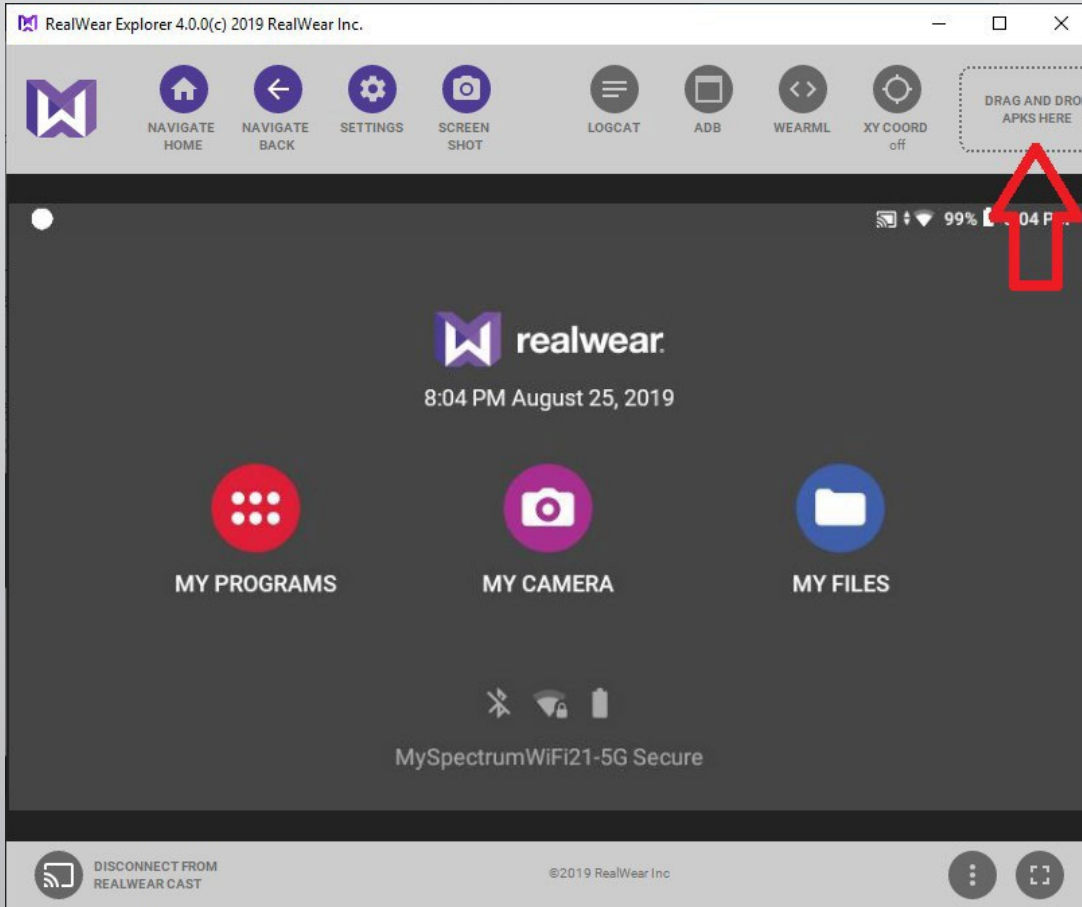 RealWear Explorer 4.0.0(c) 2019 RealWear Inc.
NAVIGATE
HOME
NAVIGATE
BACK
SETTINGS
SCREEN
SHOT
LOGCAT
ADB
WEARML
XY COORD
off
DRAG AND DRO
APKS HERE
99% 04 P
realwear
8:04 PM August 25, 2019
MY PROGRAMS
MY CAMERA
MY FILES
MySpectrumWiFi21-5G Secure
DISCONNECT FROM
REALWEAR CAST
©2019 RealWear Inc